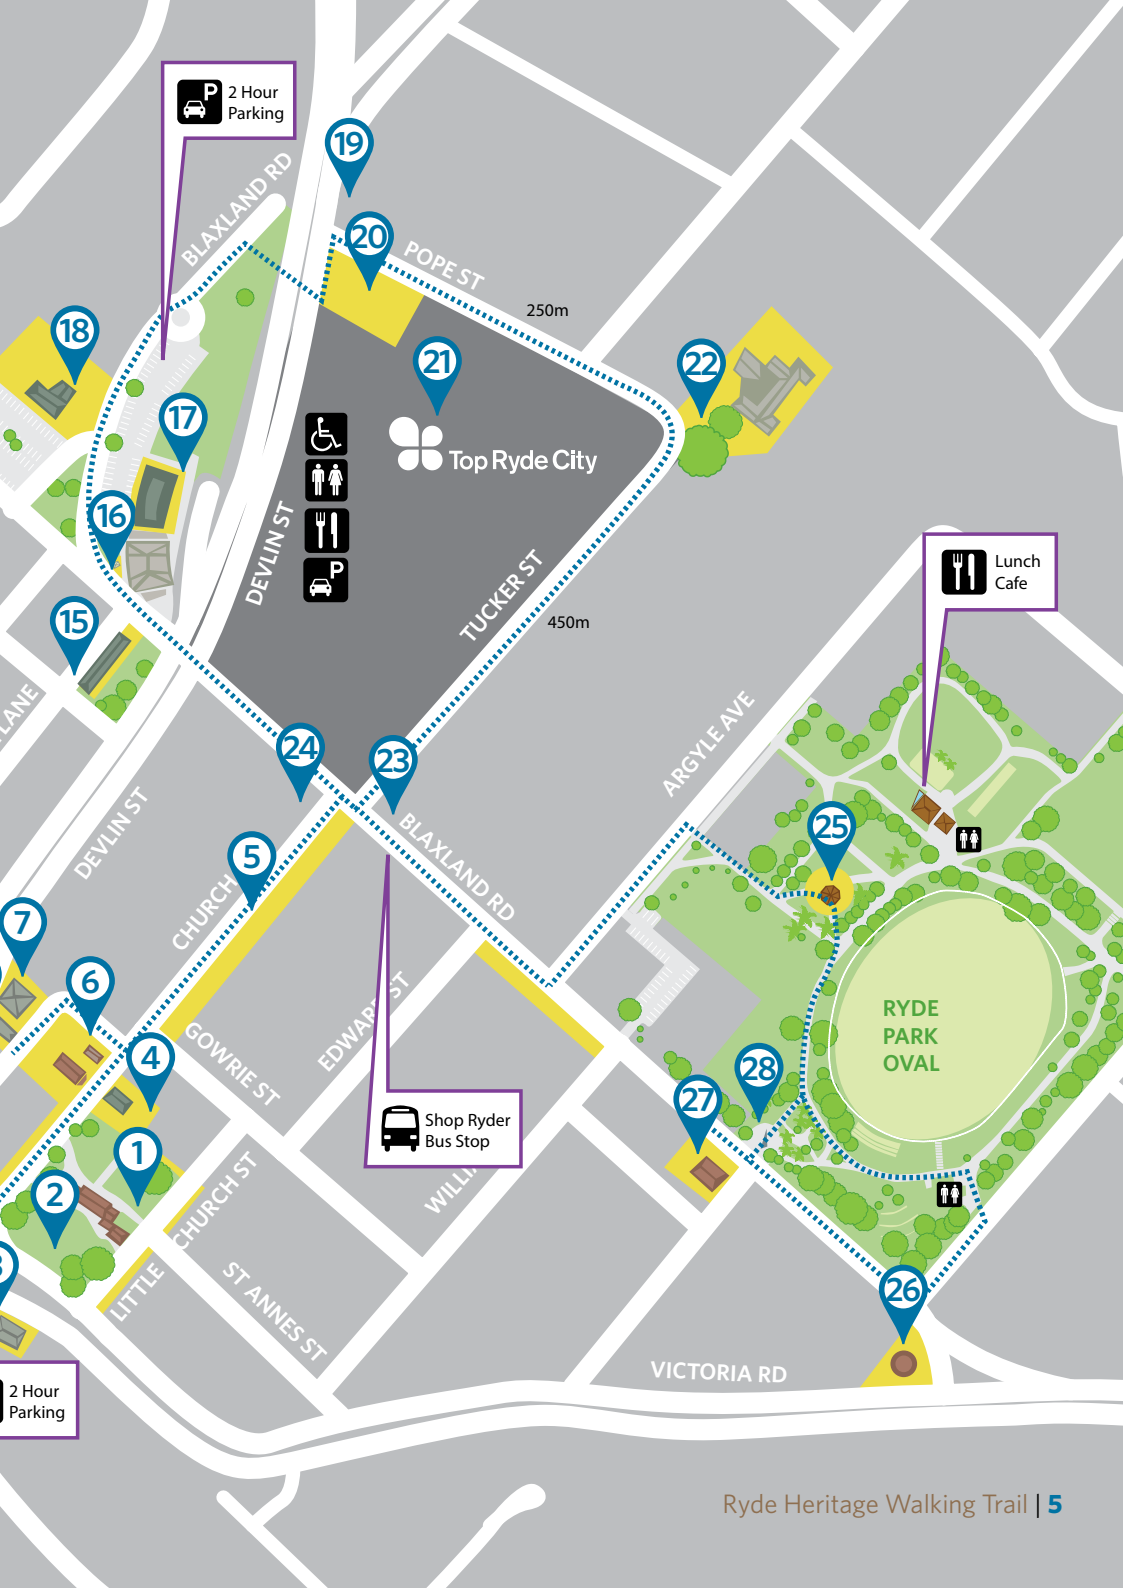 2 Hour
Parking
P
19
BLAXLAND RD
20
POPE ST
250m
18
21
22
17
Top Ryde City
16
DEVLIN ST
P
TUCKER ST
450m
Lunch
Cafe
15
LANE
24
23
ARGYLE AVE
DEVLIN ST
BLAXLAND RD
25
5
CHURCH
7
6
EDWARD ST
RYDE
PARK
OVAL
GOWRIE ST
4
28
27
Shop Ryder
Bus Stop
1
2
LITTLE CHURCH ST
WILLI
ST ANNES ST
3
26
VICTORIA RD
2 Hour
Parking
Ryde Heritage Walking Trail | 5